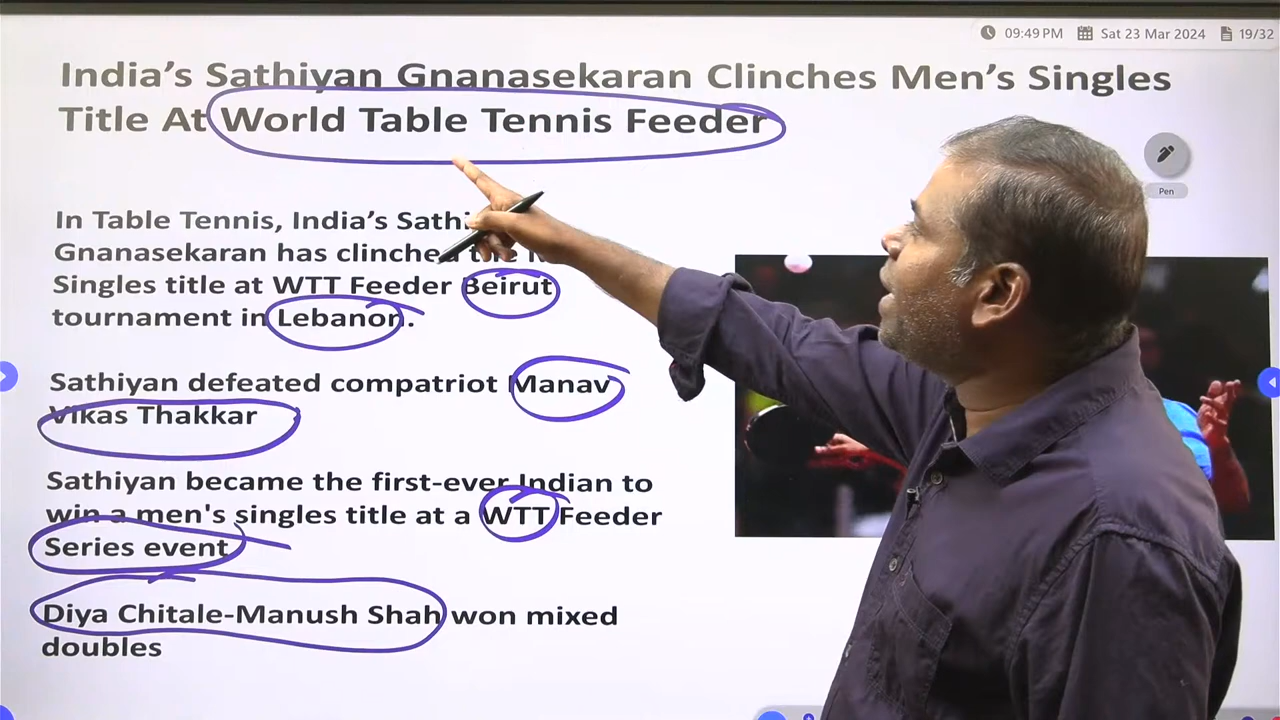 09:49 PM Sat 23 Mar 2024 19/32
India's Sathiyan Gnanasekaran Clinches Men's Singles
Title At World Table Tennis Feeder
Pen
In Table Tennis, India's Sathi
Gnanasekaran has clinched the
Singles title at WTT Feeder Beirut
tournament in Lebanon.
Sathiyan defeated compatriot Manav
Vikas Thakkar
Sathiyan became the first-ever Indian to
win a men's singles title at a WTT Feeder
Series event
Diya Chitale-Manush Shah won mixed
doubles